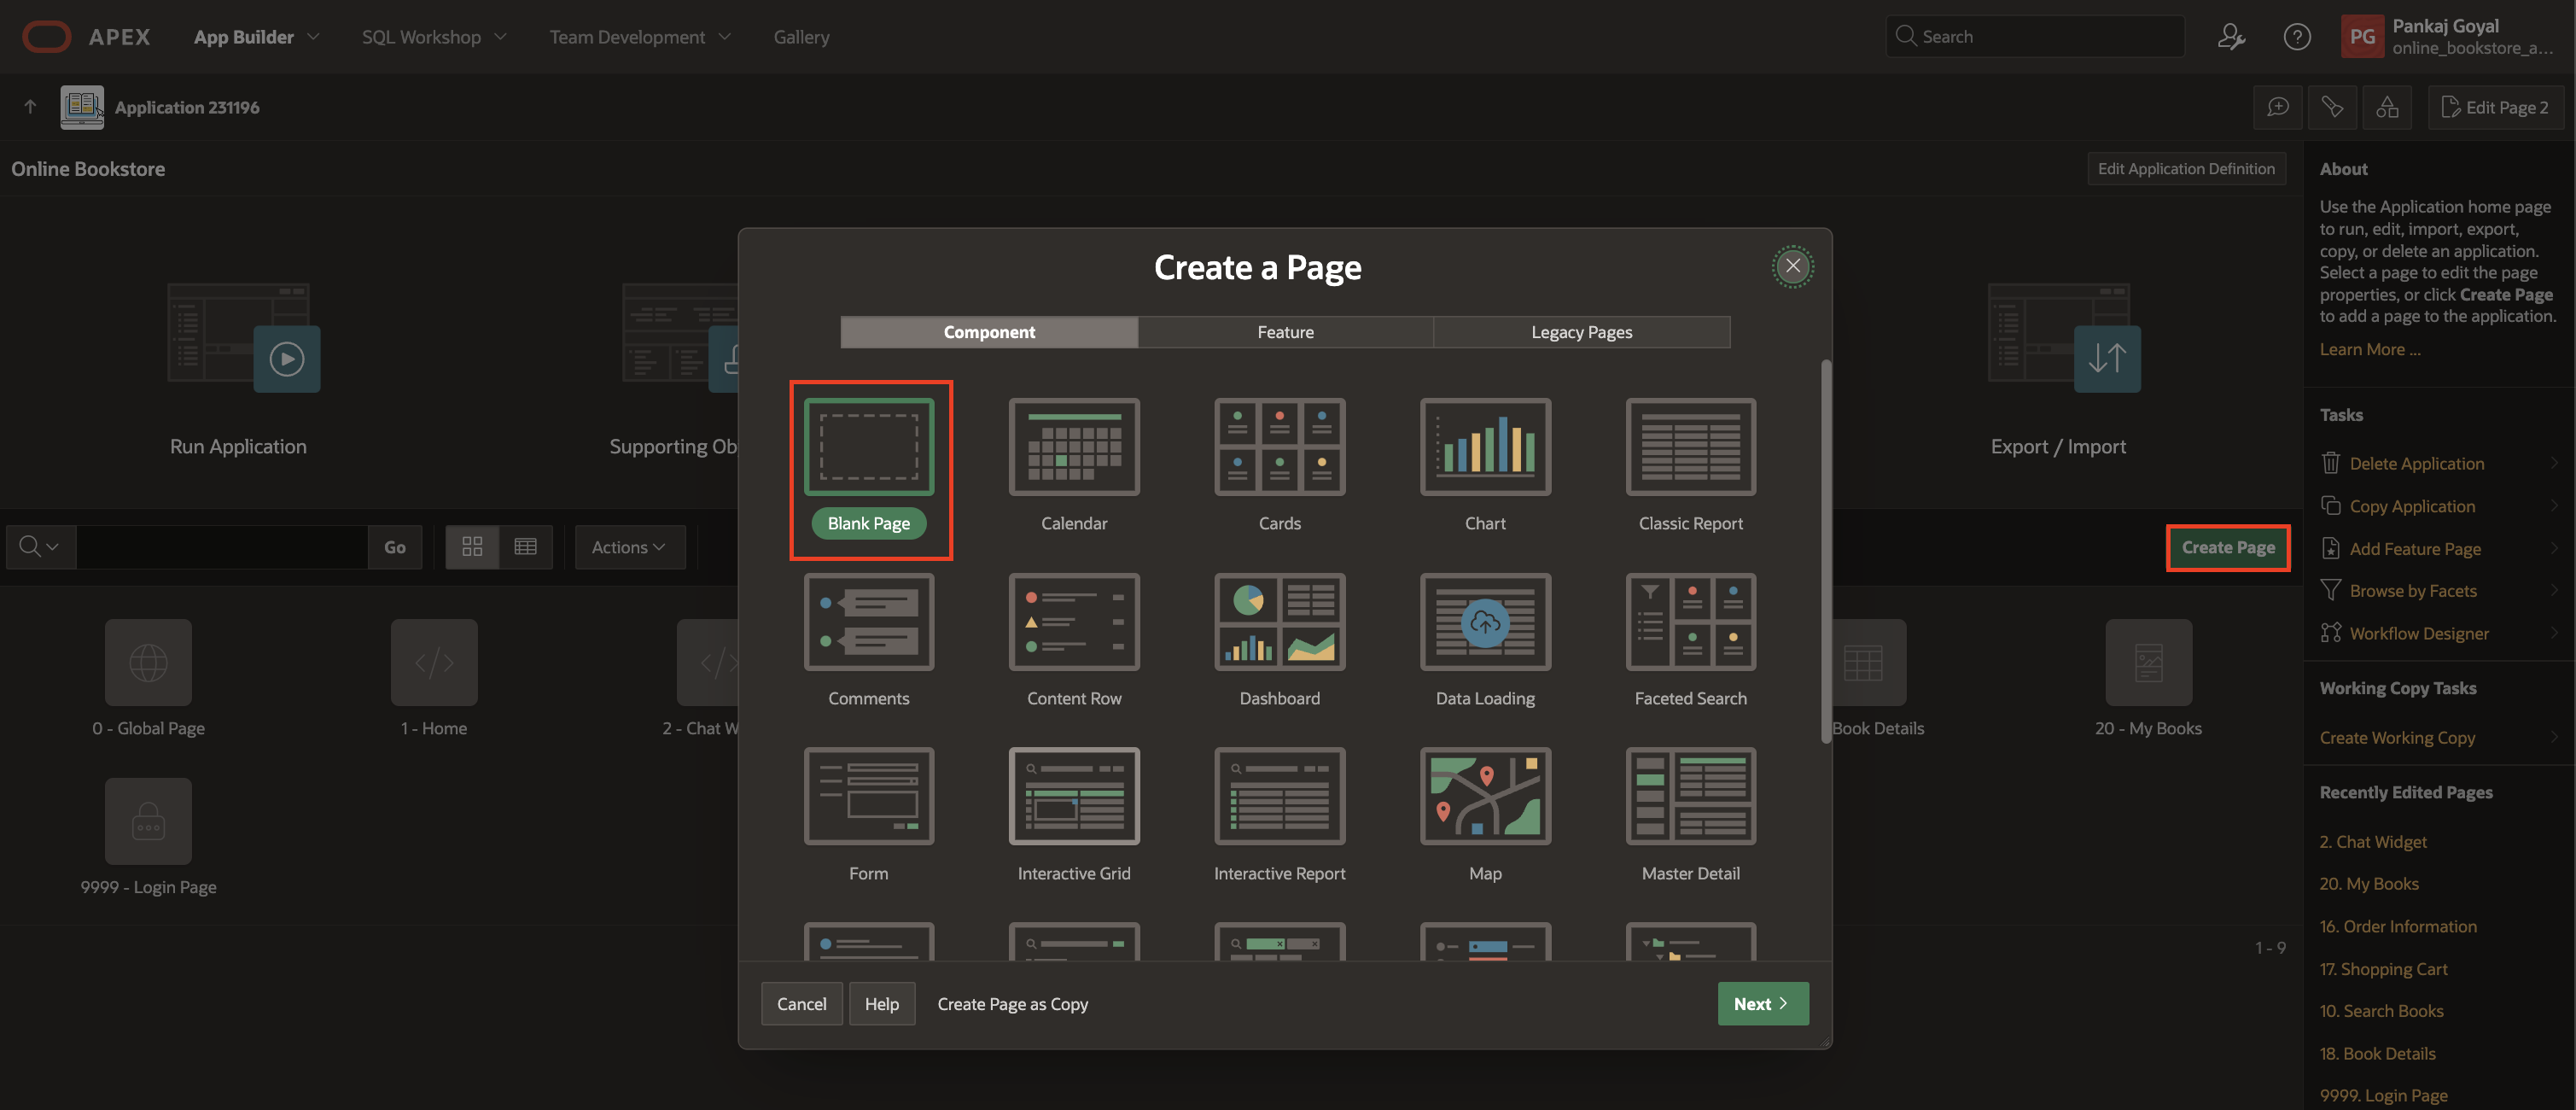 APEX
App Builder
SQL Workshop
Team Development
Gallery
Search
PG
Pankaj Goyal
online_bookstore_a...
Application 231196
Edit Page 2
Online Bookstore
Edit Application Definition
Run Application
Supporting Ob
Export / Import
Go
Actions
Create Page
0 - Global Page
1 - Home
2 - Chat W
Book Details
20 - My Books
9999 - Login Page
1 - 9
Create a Page
Component
Feature
Legacy Pages
Blank Page
Calendar
Cards
Chart
Classic Report
Comments
Content Row
Dashboard
Data Loading
Faceted Search
Form
Interactive Grid
Interactive Report
Map
Master Detail
Cancel
Help
Create Page as Copy
Next
About
Use the Application home page
to run, edit, import, export,
copy, or delete an application.
Select a page to edit the page
properties, or click Create Page
to add a page to the application.
Learn More ...
Tasks
Delete Application
Copy Application
Add Feature Page
Browse by Facets
Workflow Designer
Working Copy Tasks
Create Working Copy
Recently Edited Pages
2. Chat Widget
20. My Books
16. Order Information
17. Shopping Cart
10. Search Books
18. Book Details
9999. Login Page